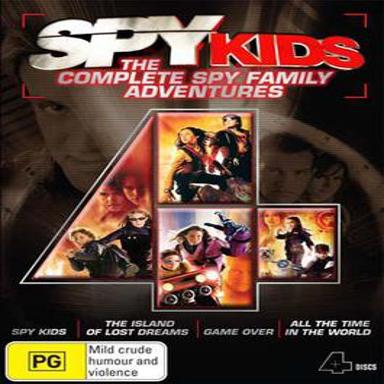 SPY KIDS
THE
COMPLETE SPY FAMILY
ADVENTURES
4
SPY KIDS
THE ISLAND
OF LOST DREAMS
GAME OVER
ALL THE TIME
IN THE WORLD
PG
Mild crude
humour and
violence
4 DISCS